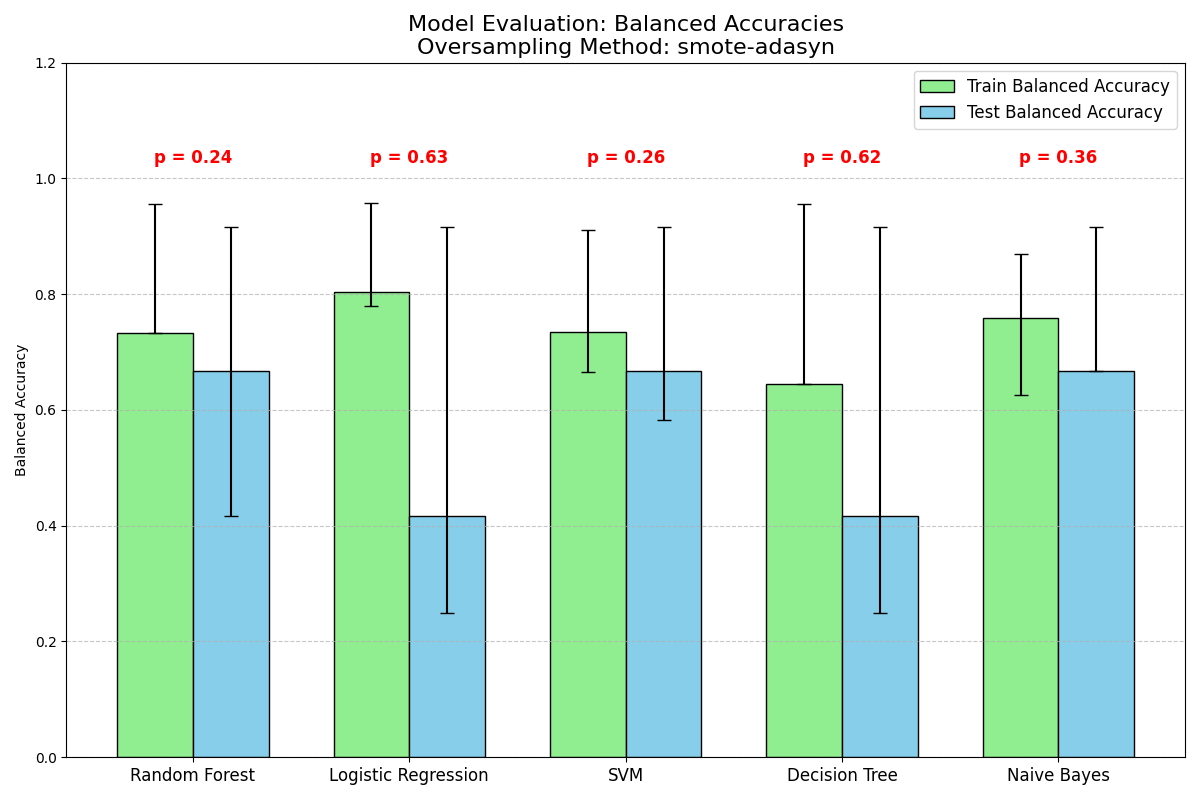 Model Evaluation: Balanced Accuracies
Oversampling Method: smote-adasyn
Train Balanced Accuracy
Test Balanced Accuracy
p = 0.24
p = 0.63
p = 0.26
p = 0.62
p = 0.36
Balanced Accuracy
1.2
1.0
0.8
0.6
0.4
0.2
0.0
Random Forest
Logistic Regression
SVM
Decision Tree
Naive Bayes